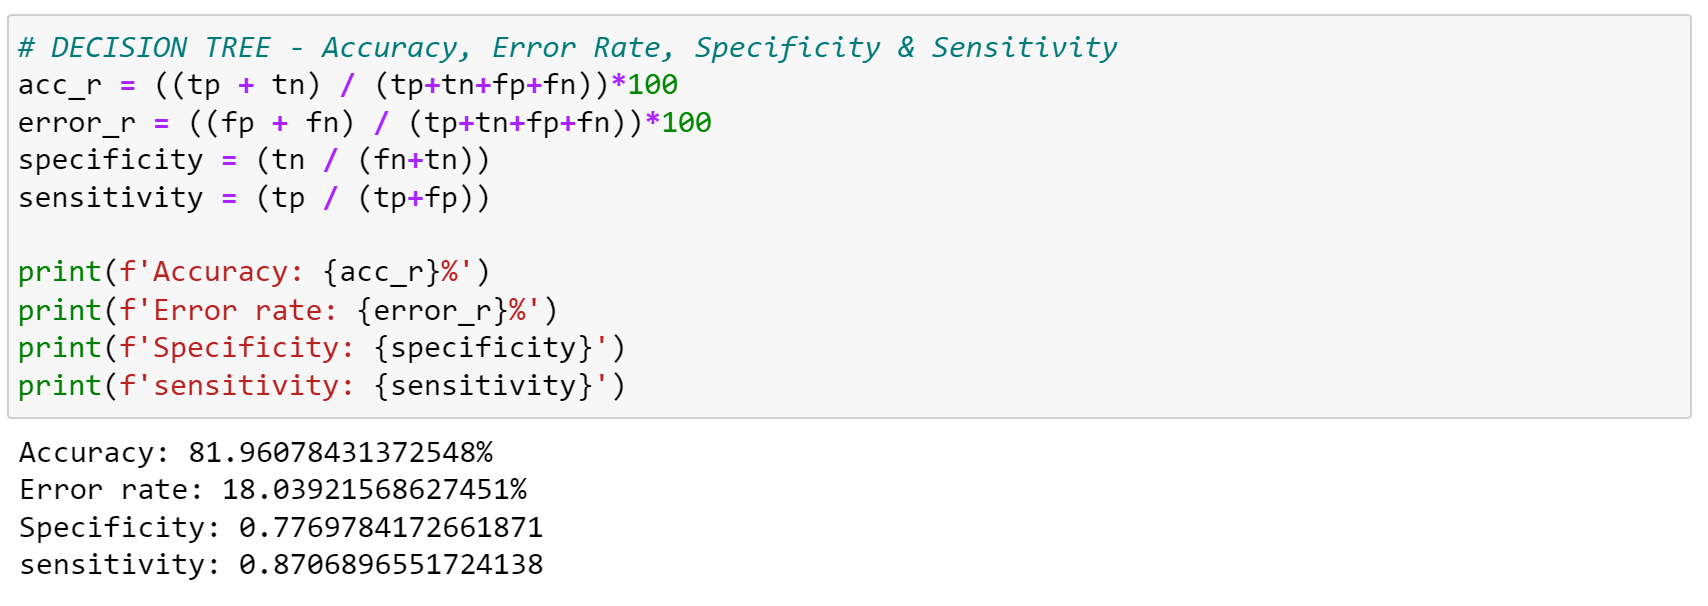 # DECISION TREE - Accuracy, Error Rate, Specificity & Sensitivity
acc_r = ((tp + tn) / (tp+tn+fp+fn))*100
error_r = ((fp + fn) / (tp+tn+fp+fn))*100
specificity = (tn / (fn+tn))
sensitivity = (tp / (tp+fp))
print(f'Accuracy: {acc_r}%')
print(f'Error rate: {error_r}%')
print(f'Specificity: {specificity}')
print(f'sensitivity: {sensitivity}')
Accuracy: 81.96078431372548%
Error rate: 18.03921568627451%
Specificity: 0.7769784172661871
sensitivity: 0.8706896551724138